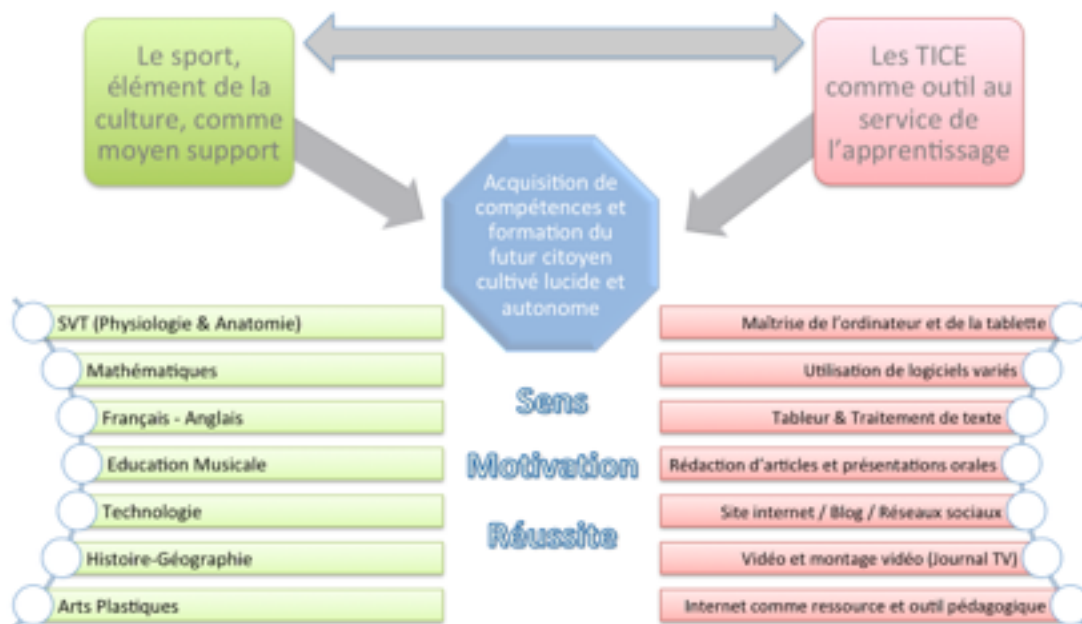 Le sport,
élément de la
culture, comme
moyen support
Les TICE
comme outil au
service de
l'apprentissage
Acquisition de
compétences et
formation du
futur citoyen
cultivé lucide et
autonome
SVT (Physiologie & Anatomie)
Mathématiques
Français - Anglais
Education Musicale
Technologie
Histoire-Géographie
Arts Plastiques
Sens
Motivation
Réussite
Maîtrise de l'ordinateur et de la tablette
Utilisation de logiciels variés
Tableur & Traitement de texte
Rédaction d'articles et présentations orales
Site internet / Blog / Réseaux sociaux
Vidéo et montage vidéo (Journal TV)
Internet comme ressource et outil pédagogique